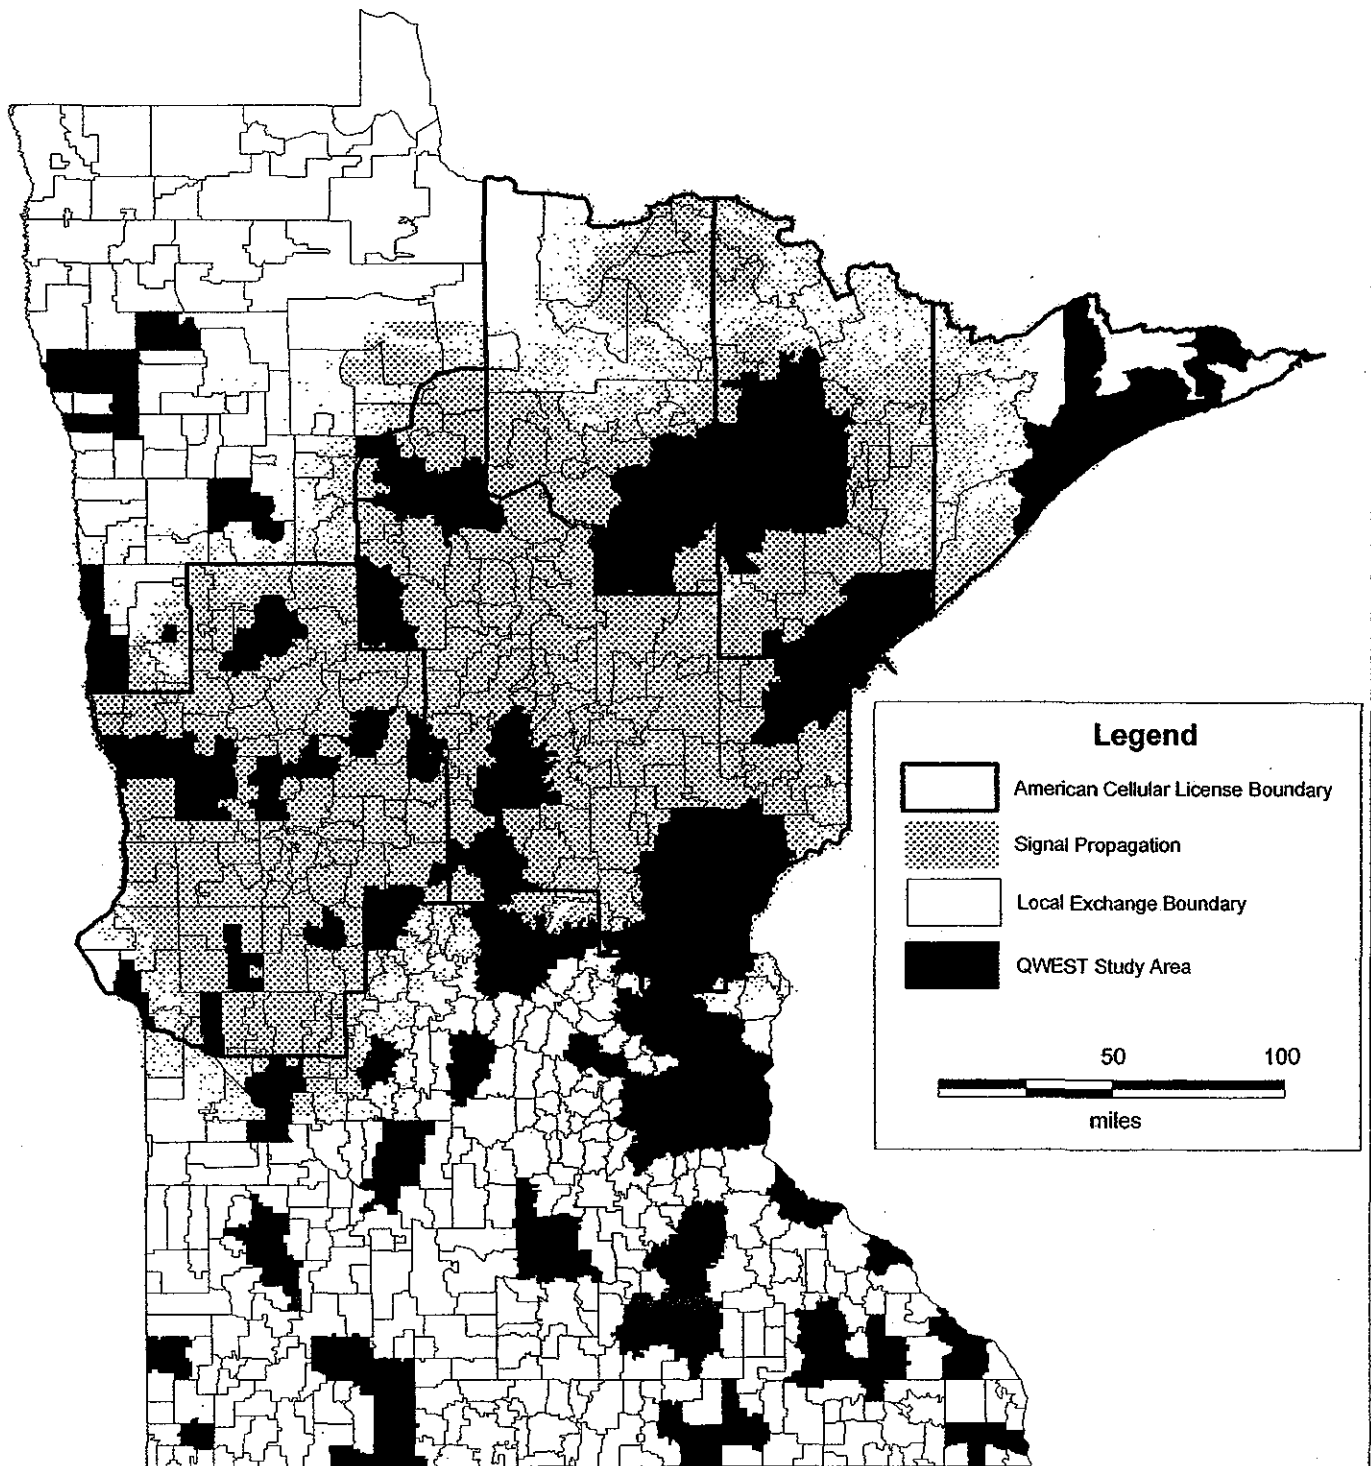 Legend
American Cellular License Boundary
Signal Propagation
Local Exchange Boundary
QWEST Study Area
50 100
miles